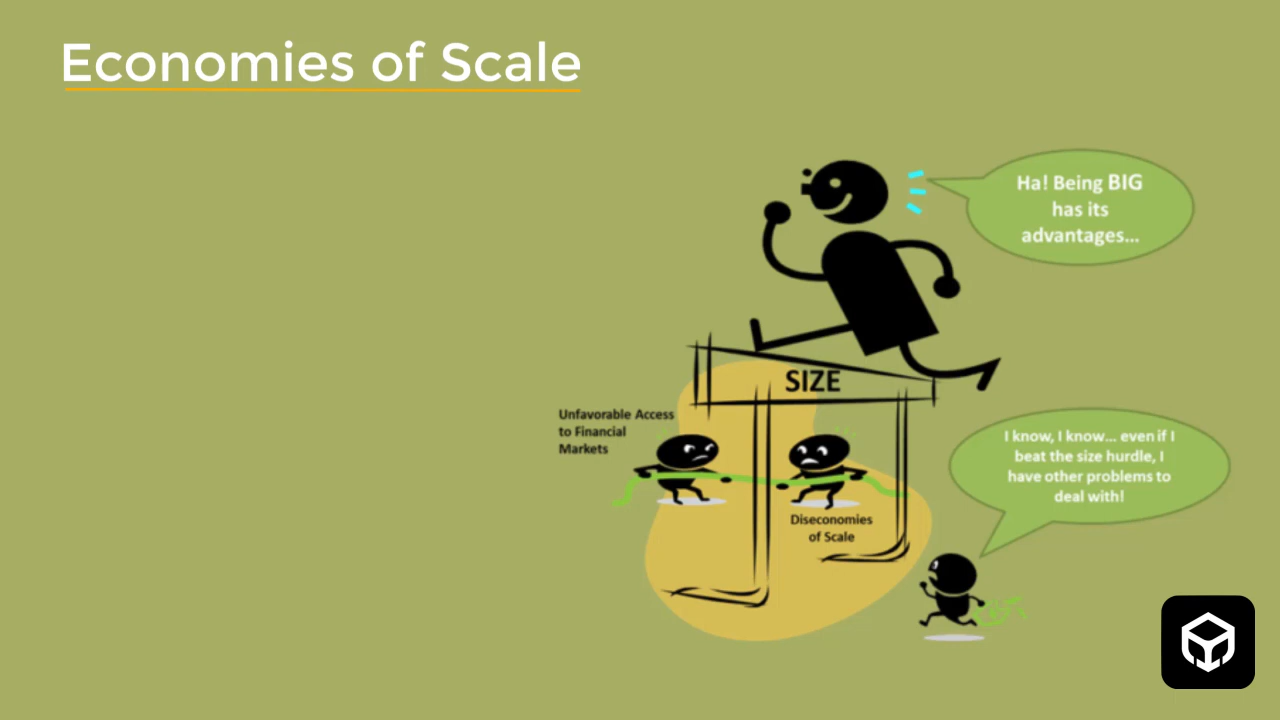 Economies of Scale
Ha! Being BIG
has its
advantages...
SIZE
Unfavorable Access
to Financial
Markets
I know, I know... even if I
beat the size hurdle, I
have other problems to
deal with!
Diseconomies
of Scale